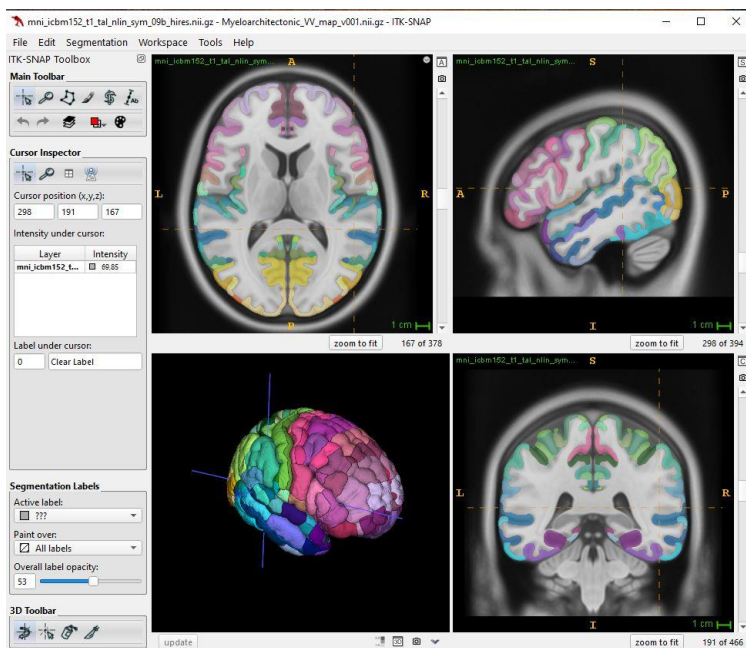 mni_icbm152_t1_tal_nlin_sym_09b_hires.nii.gz - Myeloarchitectonic_VV_map_v001.nii.gz - ITK-SNAP
File Edit Segmentation Workspace Tools Help
ITK-SNAP Toolbox
Main Toolbar
Cursor Inspector
Cursor position (x,y,z):
298 191 167
Intensity under cursor:
Layer Intensity
mni_icbm152_t... 69.85
Label under cursor:
0 Clear Label
Segmentation Labels
Active label:
???
Paint over:
All labels
Overall label opacity:
53
3D Toolbar
mni_icbm152_t1_tal_nlin_sym...
A
L
R
P
1 cm
zoom to fit 167 of 378
mni_icbm152_t1_tal_nlin_sym...
S
A
P
I
1 cm
zoom to fit 298 of 394
update
3D
mni_icbm152_t1_tal_nlin_sym...
S
L
R
I
1 cm
zoom to fit 191 of 466